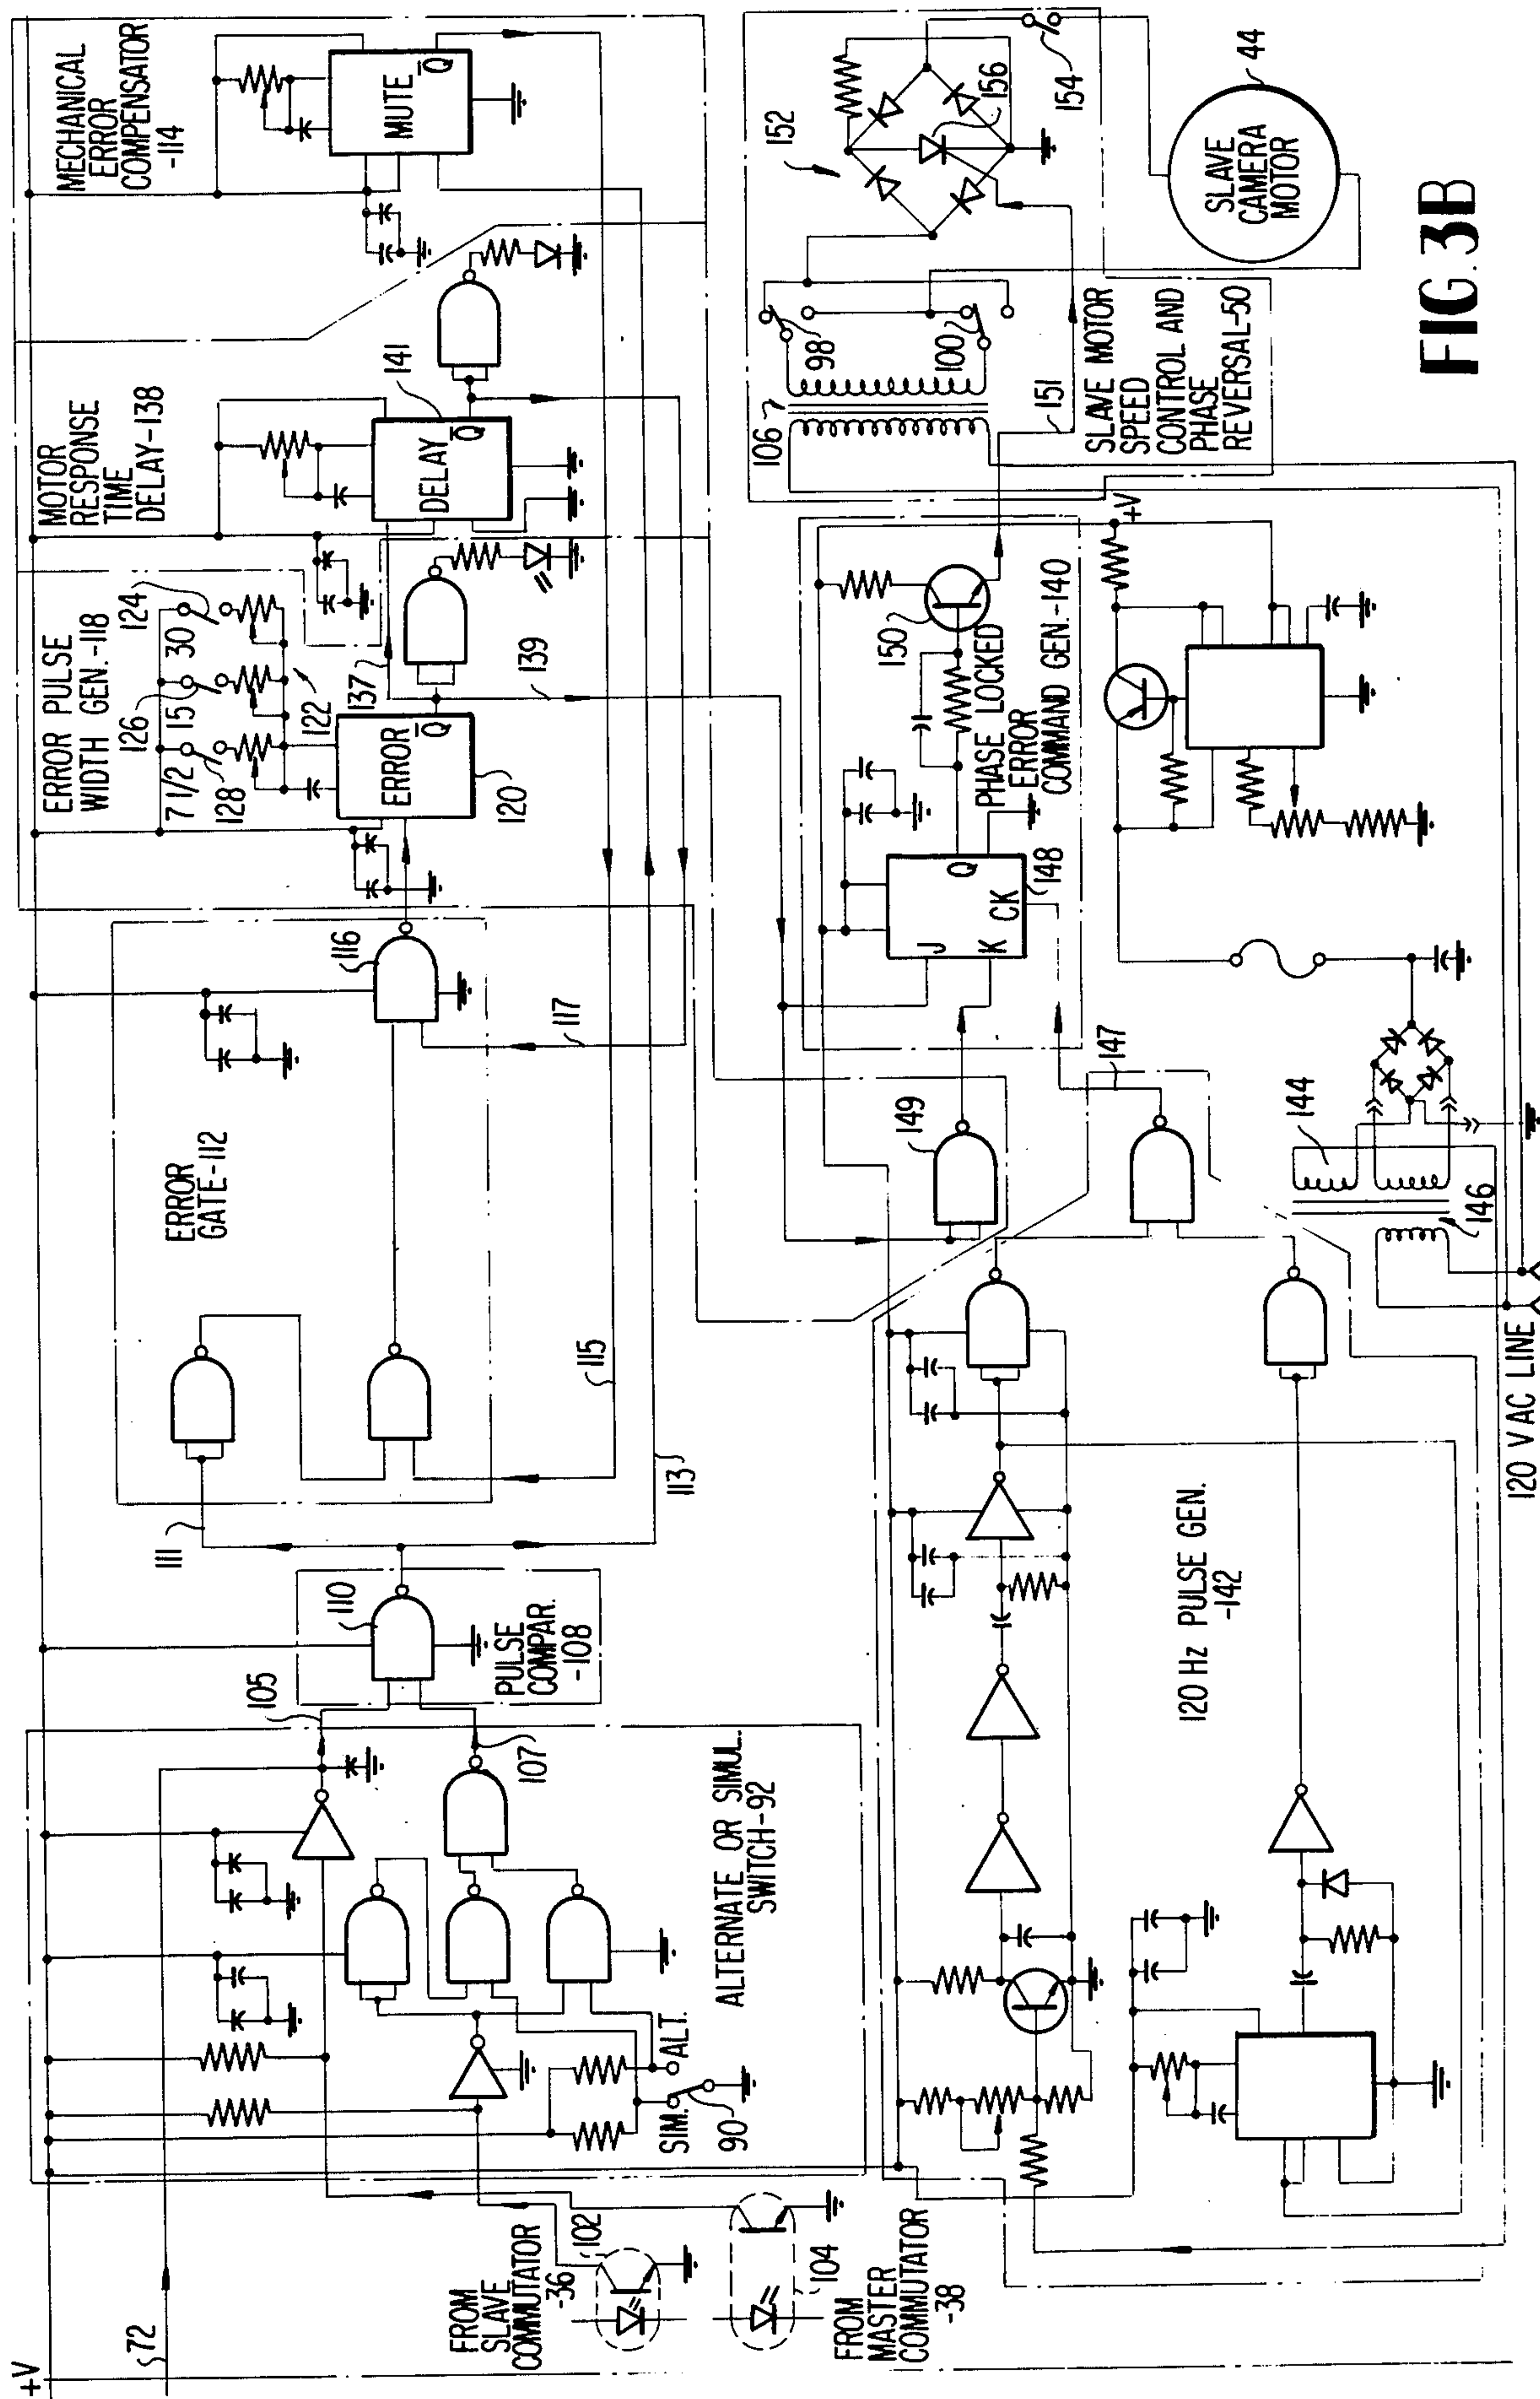 +V
72
FROM
SLAVE
COMMUTATOR
-36
102
FROM
MASTER
COMMUTATOR
-38
104
SIM.
ALT.
90
ALTERNATE OR SIMUL.
SWITCH-92
105
107
110
PULSE
COMPAR.
-108
111
113
ERROR
GATE-112
115
116
117
ERROR PULSE
WIDTH GEN.-118
7 1/2
15
30
128
126
124
122
ERROR
Q
120
137
139
MOTOR
RESPONSE
TIME
DELAY-138
DELAY
Q
141
MECHANICAL
ERROR
COMPENSATOR
-114
MUTE
Q
120 Hz PULSE GEN.
-142
149
147
J
K
Q
CK
148
150
PHASE LOCKED
ERROR
COMMAND GEN.-140
+V
144
146
120 V AC LINE
106
98
100
151
SLAVE MOTOR
SPEED
CONTROL AND
PHASE
REVERSAL-50
152
156
154
SLAVE
CAMERA
MOTOR
44
FIG. 3B